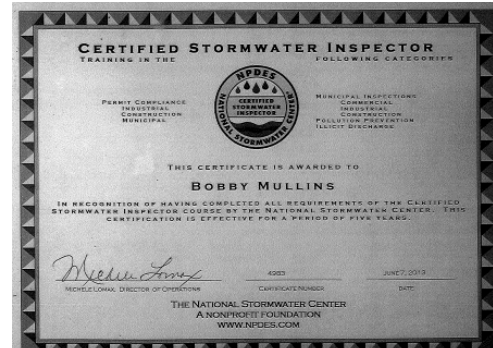 CERTIFIED STORMWATER INSPECTOR
TRAINING IN THE FOLLOWING CATEGORIES
PERMIT COMPLIANCE
INDUSTRIAL
CONSTRUCTION
MUNICIPAL
NPDES
CERTIFIED
STORMWATER
INSPECTOR
NATIONAL STORMWATER CENTER
MUNICIPAL INSPECTIONS
COMMERCIAL
INDUSTRIAL
CONSTRUCTION
POLLUTION PREVENTION
ILLICIT DISCHARGE
THIS CERTIFICATE IS AWARDED TO
BOBBY MULLINS
IN RECOGNITION OF HAVING COMPLETED ALL REQUIREMENTS OF THE CERTIFIED
STORMWATER INSPECTOR COURSE BY THE NATIONAL STORMWATER CENTER. THIS
CERTIFICATION IS EFFECTIVE FOR A PERIOD OF FIVE YEARS.
Michele Lomax 4983 JUNE 7, 2013
MICHELE LOMAX, DIRECTOR OF OPERATIONS CERTIFICATE NUMBER DATE
THE NATIONAL STORMWATER CENTER
A NONPROFIT FOUNDATION
WWW.NPDES.COM